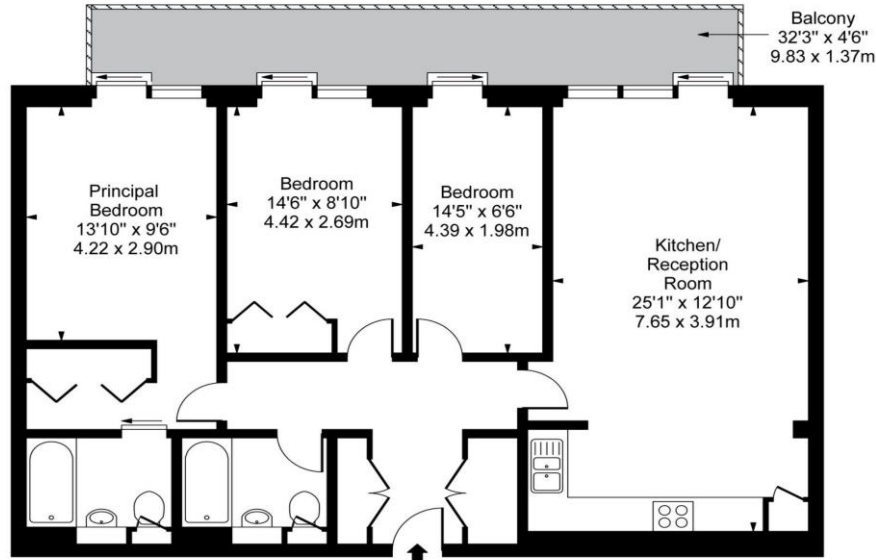 Balcony
32'3" x 4'6"
9.83 x 1.37m
Principal
Bedroom
13'10" x 9'6"
4.22 x 2.90m
Bedroom
14'6" x 8'10"
4.42 x 2.69m
Bedroom
14'5" x 6'6"
4.39 x 1.98m
Kitchen/
Reception
Room
25'1" x 12'10"
7.65 x 3.91m